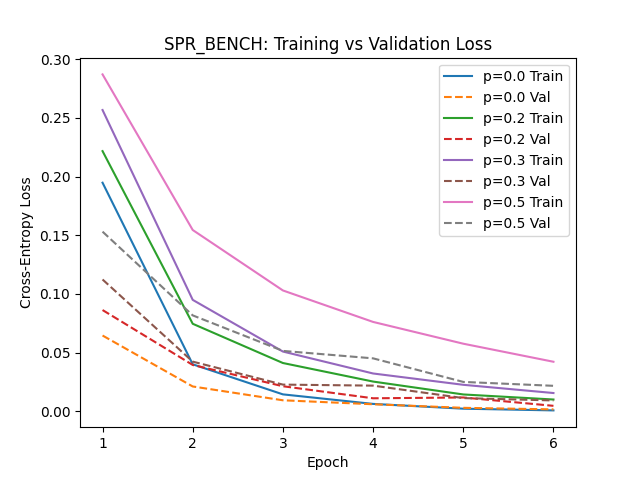 SPR_BENCH: Training vs Validation Loss
Cross-Entropy Loss
0.30
0.25
0.20
0.15
0.10
0.05
0.00
p=0.0 Train
p=0.0 Val
p=0.2 Train
p=0.2 Val
p=0.3 Train
p=0.3 Val
p=0.5 Train
p=0.5 Val
1 2 3 4 5 6
Epoch